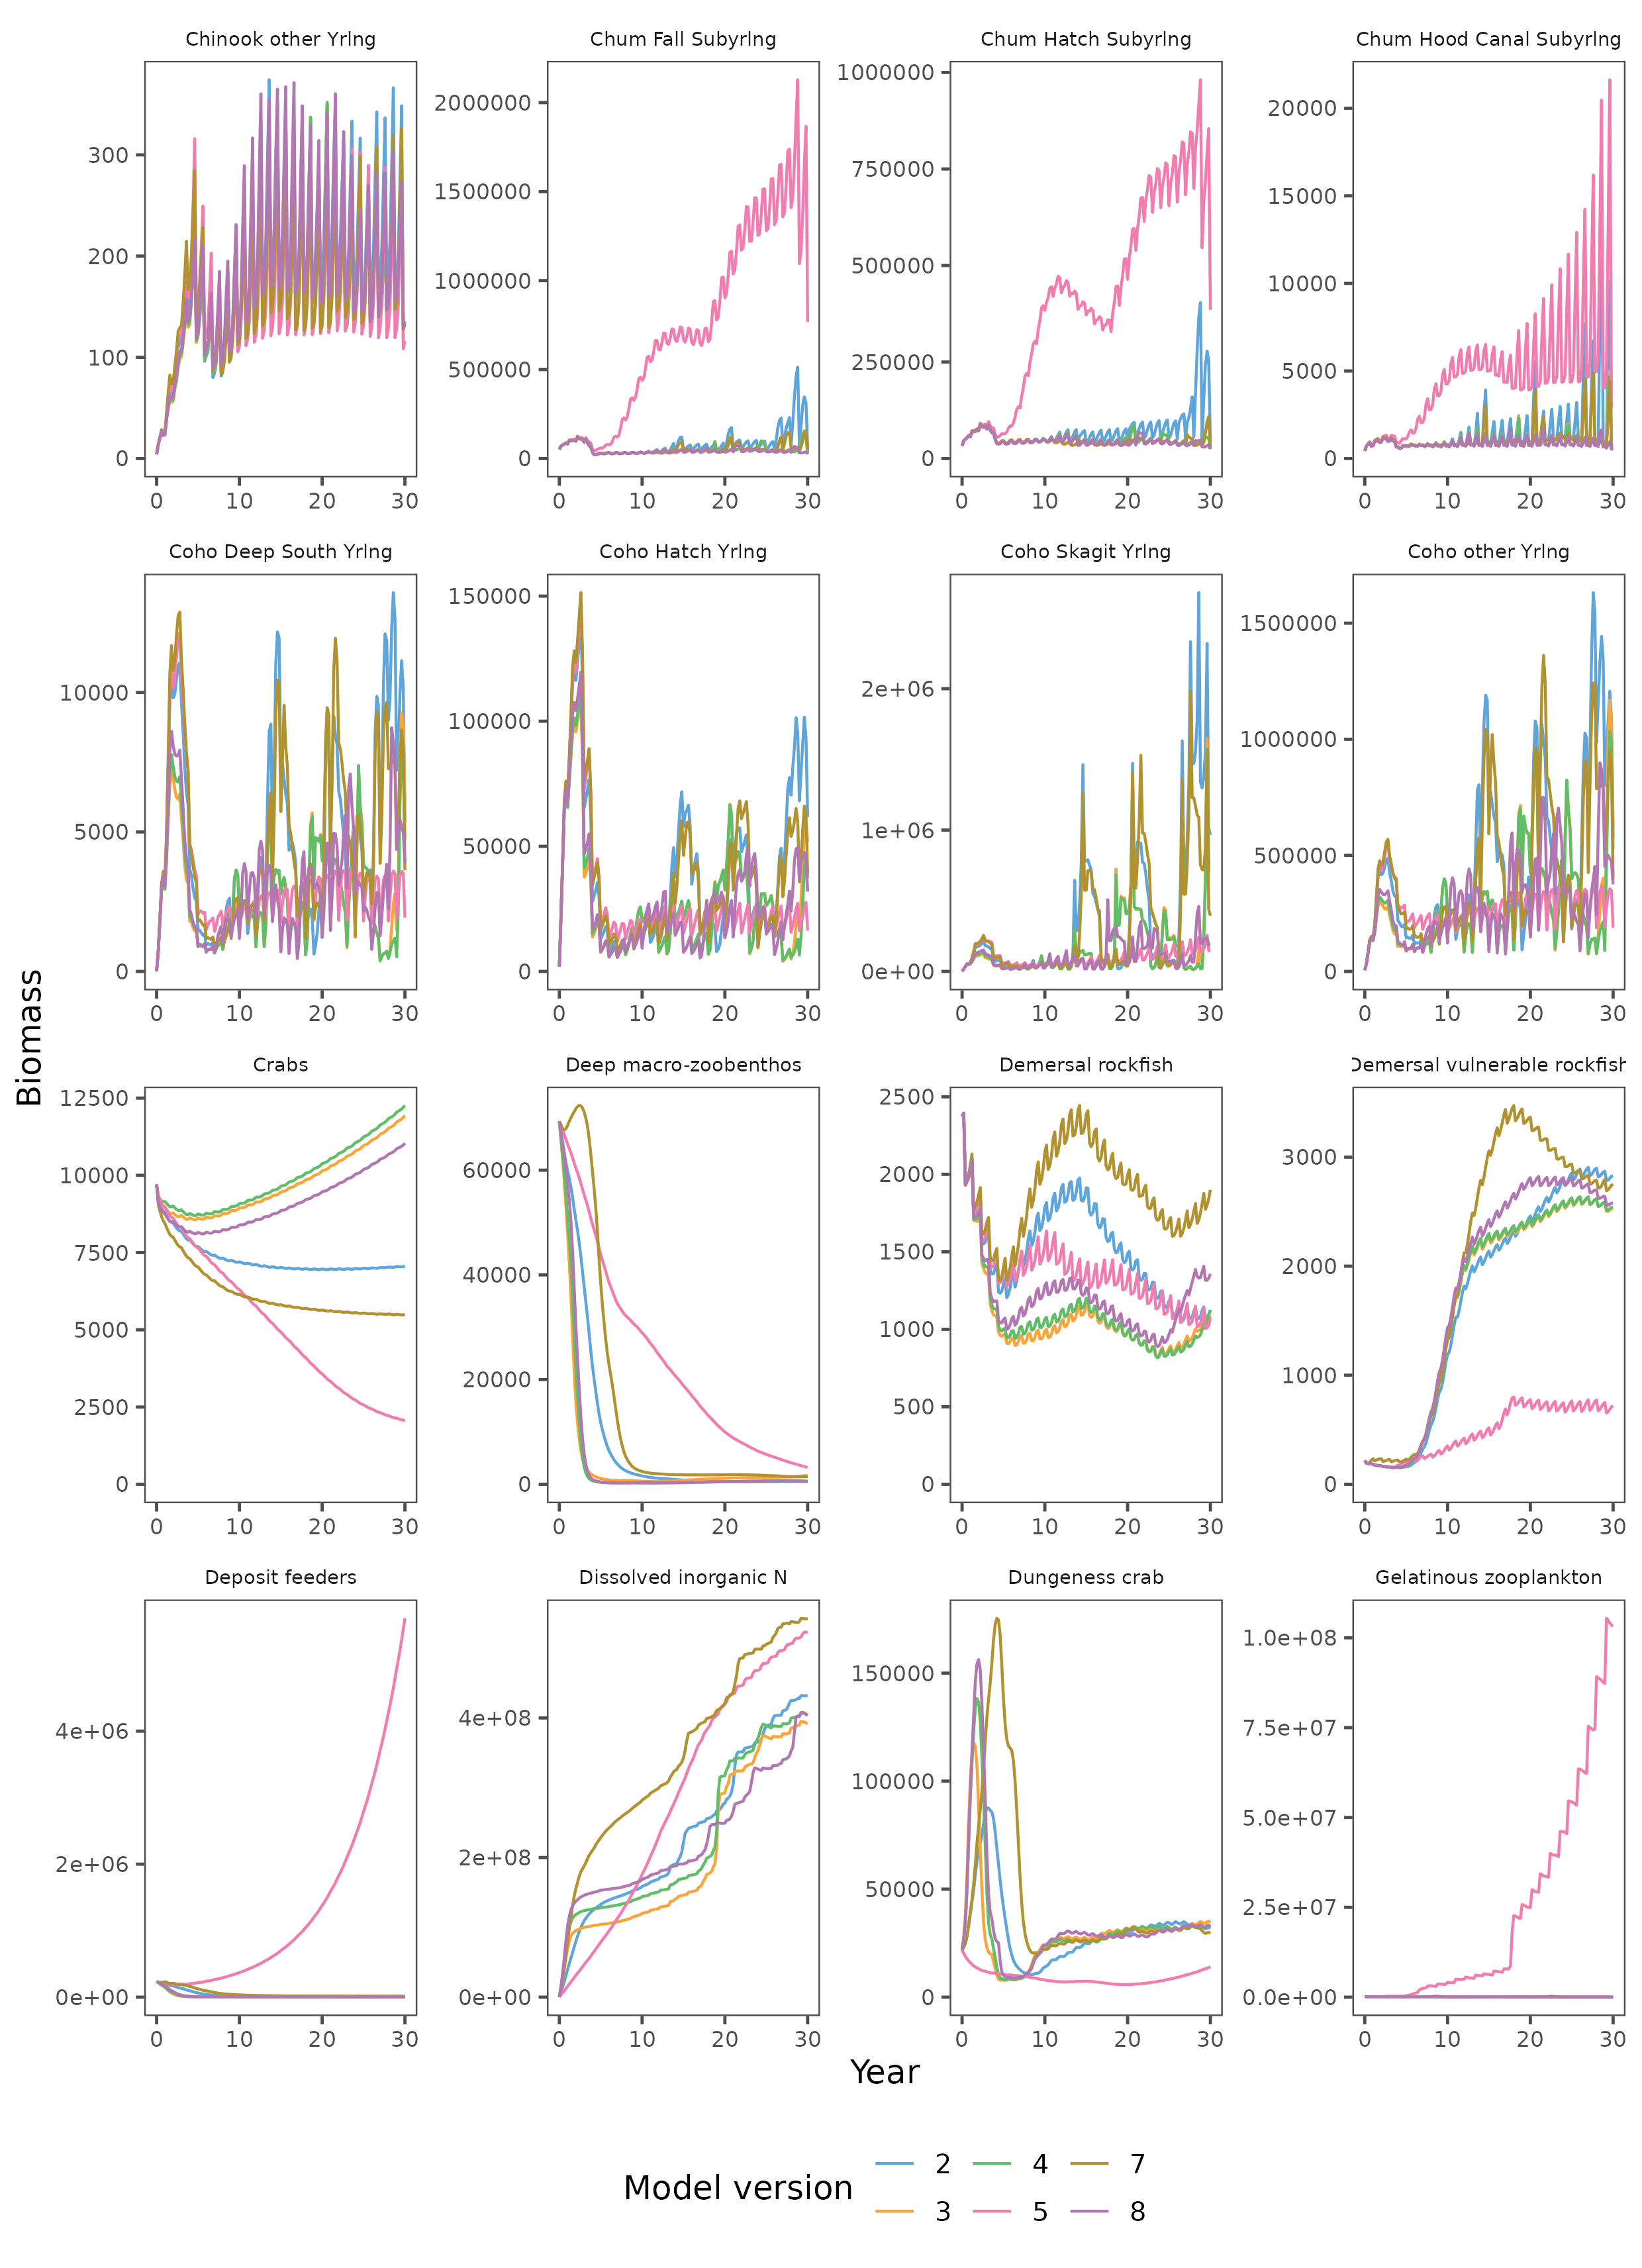 Chinook other Yrlng Chum Fall Subyrlng Chum Hatch Subyrlng Chum Hood Canal Subyrlng
300
200
100
0
2000000
1500000
1000000
500000
0
1000000
750000
500000
250000
0
20000
15000
10000
5000
0
0 10 20 30 0 10 20 30 0 10 20 30 0 10 20 30
Coho Deep South Yrlng Coho Hatch Yrlng Coho Skagit Yrlng Coho other Yrlng
10000
5000
0
150000
100000
50000
0
2e+06
1e+06
0e+00
1500000
1000000
500000
0
0 10 20 30 0 10 20 30 0 10 20 30 0 10 20 30
Biomass
Crabs Deep macro-zoobenthos Demersal rockfish Demersal vulnerable rockfish
12500
10000
7500
5000
2500
0
60000
40000
20000
0
2500
2000
1500
1000
500
0
3000
2000
1000
0
0 10 20 30 0 10 20 30 0 10 20 30 0 10 20 30
Deposit feeders Dissolved inorganic N Dungeness crab Gelatinous zooplankton
4e+06
2e+06
0e+00
4e+08
2e+08
0e+00
150000
100000
50000
0
1.0e+08
7.5e+07
5.0e+07
2.5e+07
0.0e+00
0 10 20 30 0 10 20 30 0 10 20 30 0 10 20 30
Year
Model version
2 4 7
3 5 8